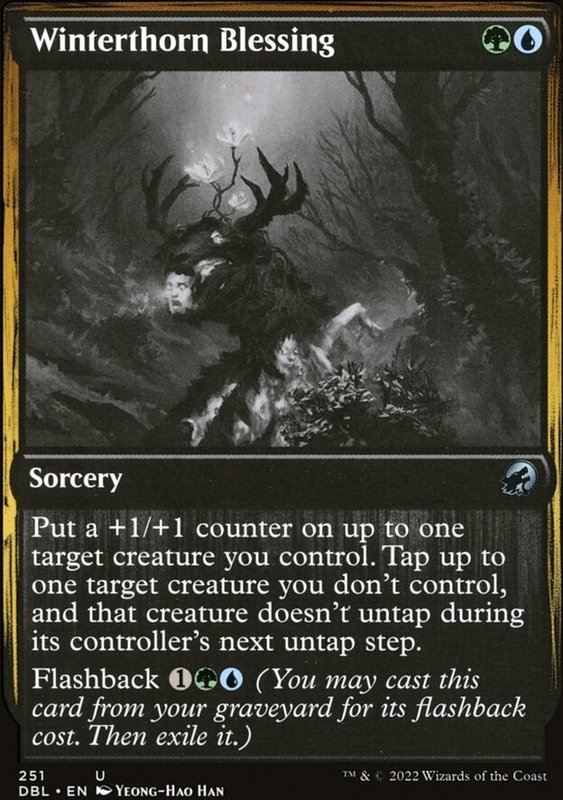 Winterthorn Blessing
Sorcery
Put a +1/+1 counter on up to one
target creature you control. Tap up to
one target creature you don't control,
and that creature doesn't untap during
its controller's next untap step.
Flashback 1 (You may cast this
card from your graveyard for its flashback
cost. Then exile it.)
251 U
DBL • EN Yeong-Hao Han
™ & © 2022 Wizards of the Coast